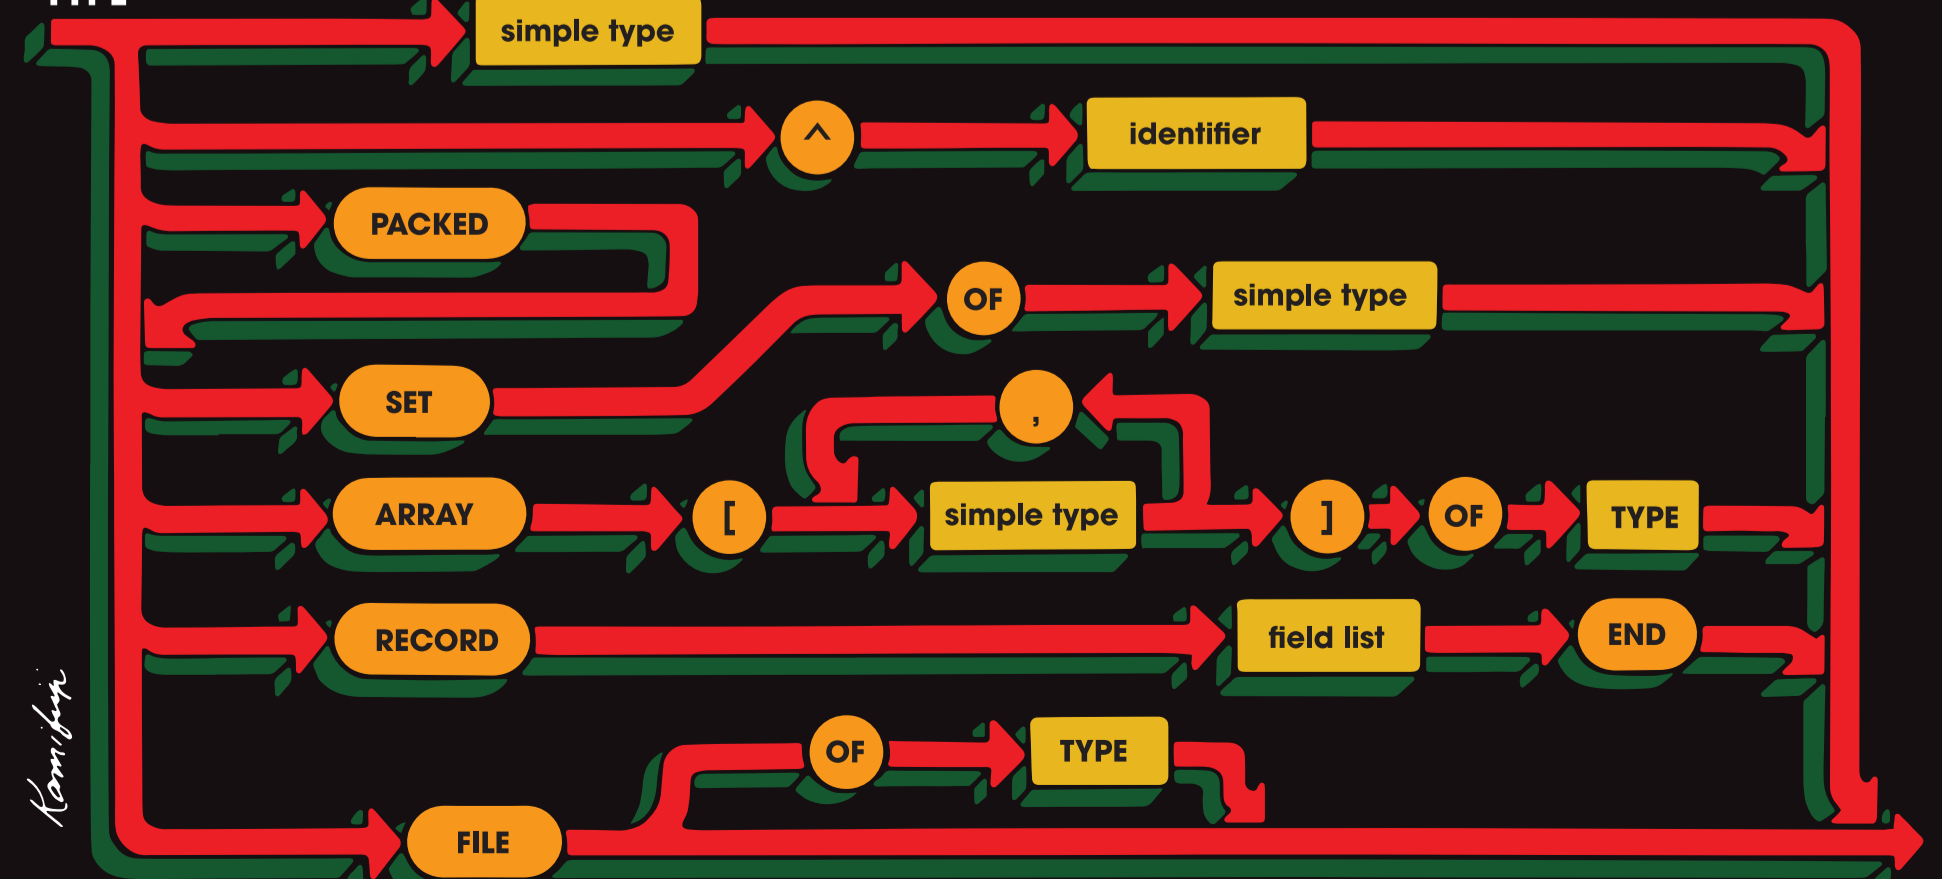 simple type
^ identifier
PACKED
OF simple type
SET
,
ARRAY [ simple type ] OF TYPE
RECORD field list END
OF TYPE
FILE